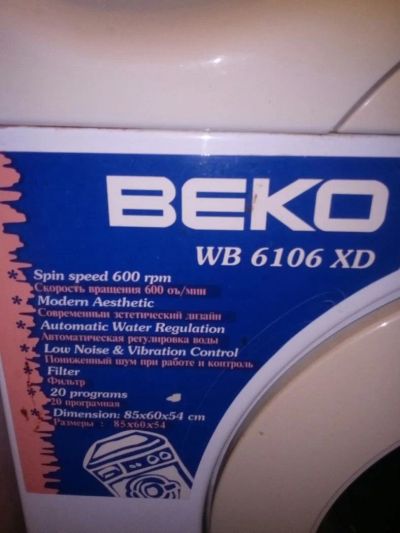 BEKO
WB 6106 XD
* Spin speed 600 rpm
Скорость вращения 600 оъ/мин
* Modern Aesthetic
Современный эстетический дизайн
* Automatic Water Regulation
Автоматическая регулировка воды
* Low Noise & Vibration Control
Пониженный шум при работе и контроль
* Filter
Фильтр
* 20 programs
20 програмная
* Dimension: 85x60x54 cm
Размеры : 85x60x54